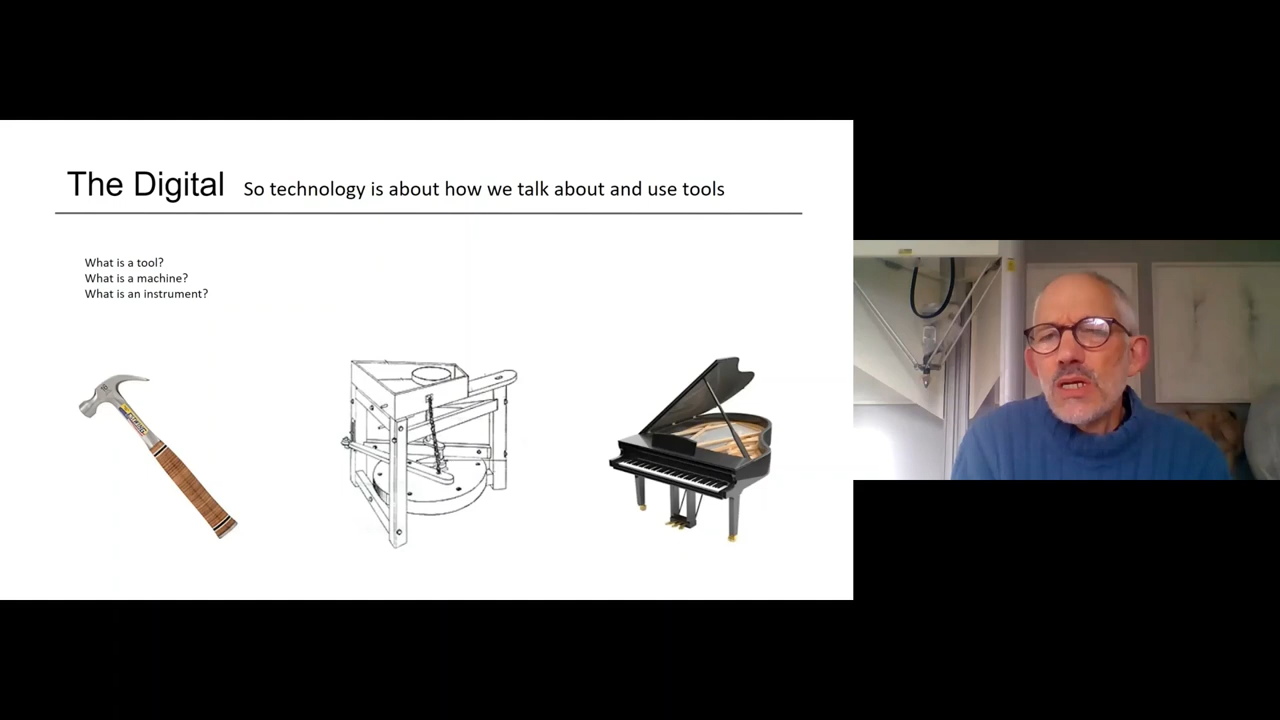 The Digital So technology is about how we talk about and use tools
What is a tool?
What is a machine?
What is an instrument?